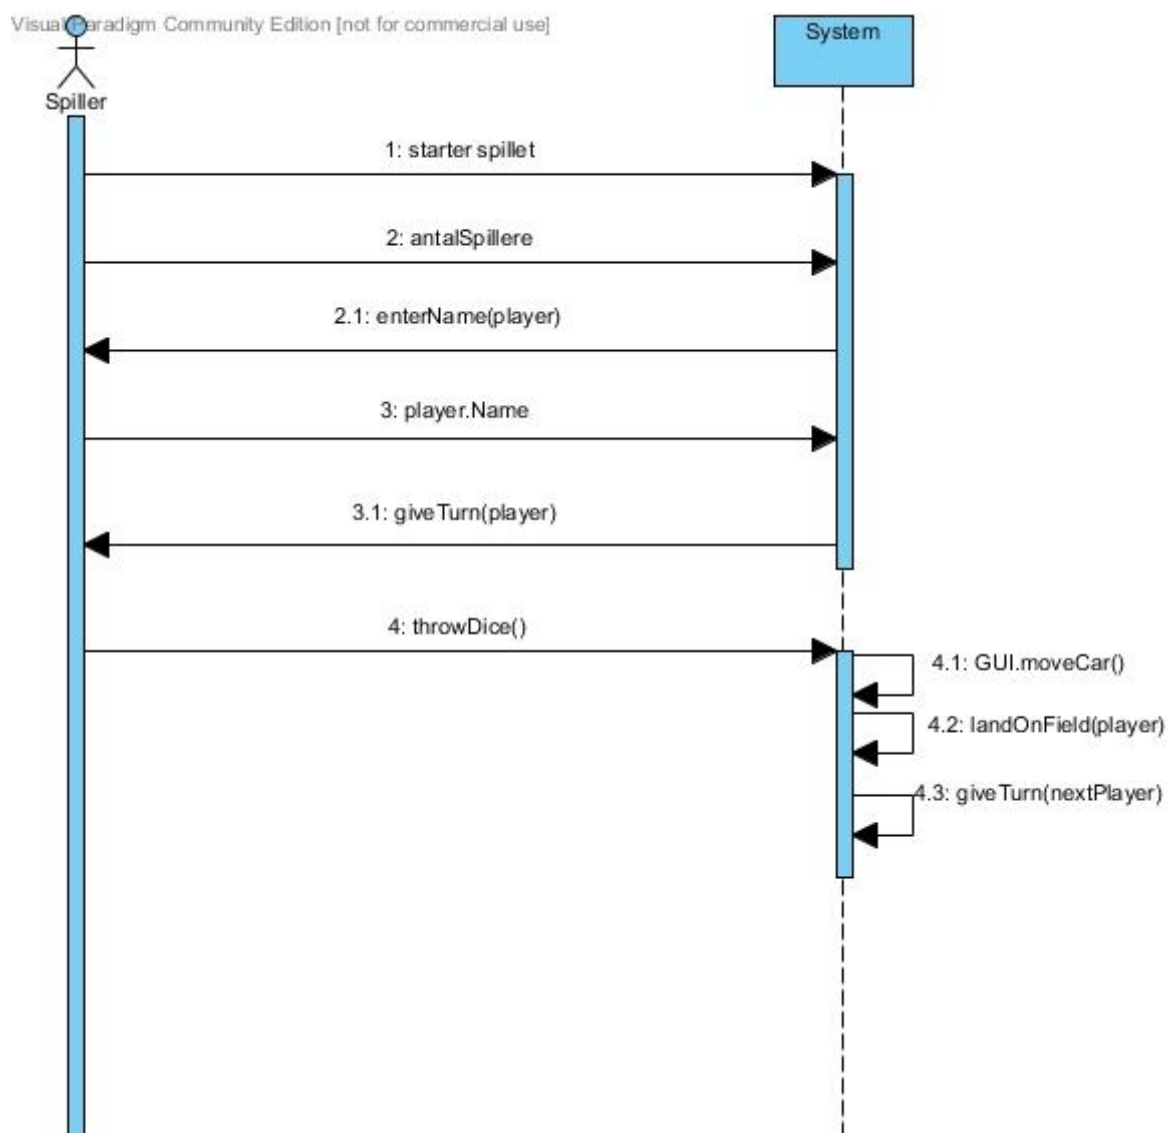 Visual Paradigm Community Edition [not for commercial use]
System
Spiller
1: starter spillet
2: antalSpillere
2.1: enterName(player)
3: player.Name
3.1: giveTurn(player)
4: throwDice()
4.1: GUI.moveCar()
4.2: landOnField(player)
4.3: giveTurn(nextPlayer)